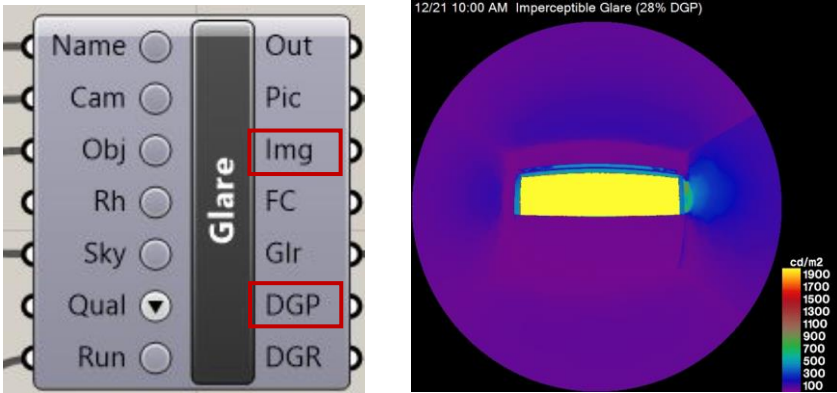 Name
Cam
Obj
Rh
Sky
Qual
Run
Glare
Out
Pic
Img
FC
Glr
DGP
DGR
12/21 10:00 AM Imperceptible Glare (28% DGP)
cd/m2
1900
1700
1500
1300
1100
900
700
500
300
100